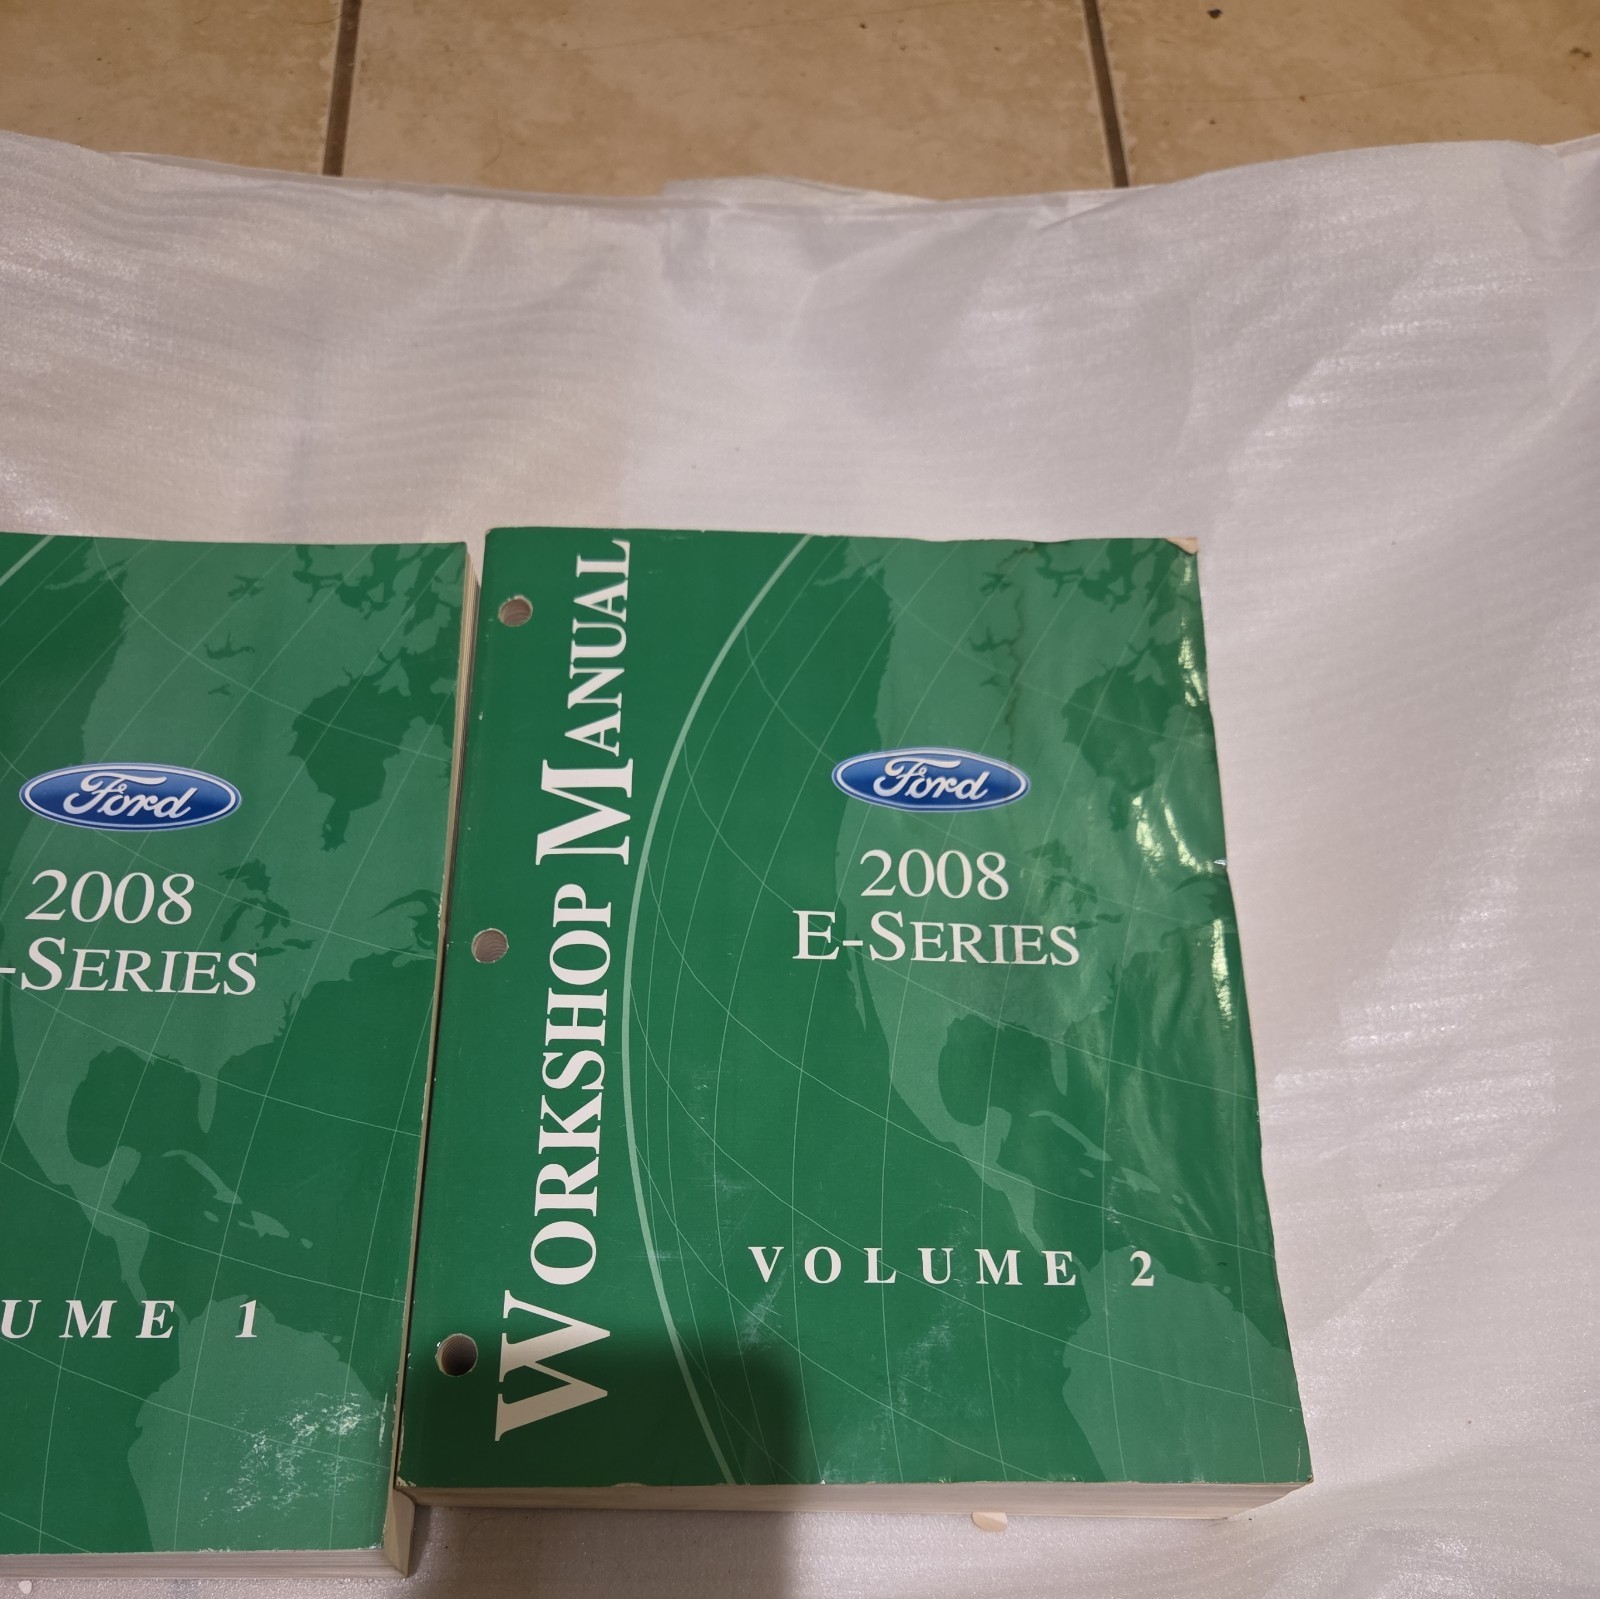 Ford
2008
-SERIES
UME 1
WORKSHOP MANUAL
Ford
2008
E-SERIES
VOLUME 2